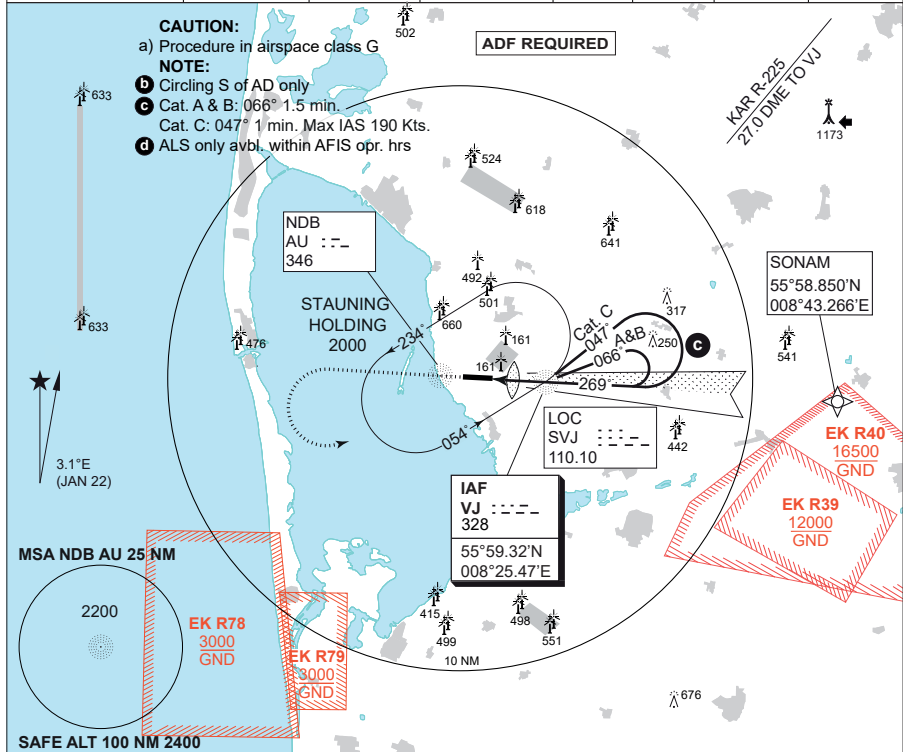 CAUTION:
a) Procedure in airspace class G
NOTE:
b Circling S of AD only
c Cat. A & B: 066° 1.5 min.
Cat. C: 047° 1 min. Max IAS 190 Kts.
d ALS only avbl. within AFIS opr. hrs
502
ADF REQUIRED
KAR R-225
27.0 DME TO VJ
1173
633
524
618
641
NDB
AU
346
492
501
STAUNING
HOLDING
2000
660
234°
161
161
476
633
Cat. C
047°
A&B
066°
269°
317
250
c
541
SONAM
55°58.850'N
008°43.266'E
054°
LOC
SVJ
110.10
442
3.1°E
(JAN 22)
IAF
VJ
328
55°59.32'N
008°25.47'E
EK R40
16500
GND
EK R39
12000
GND
MSA NDB AU 25 NM
2200
EK R78
3000
GND
EK R79
3000
GND
415
499
498
551
10 NM
676
SAFE ALT 100 NM 2400